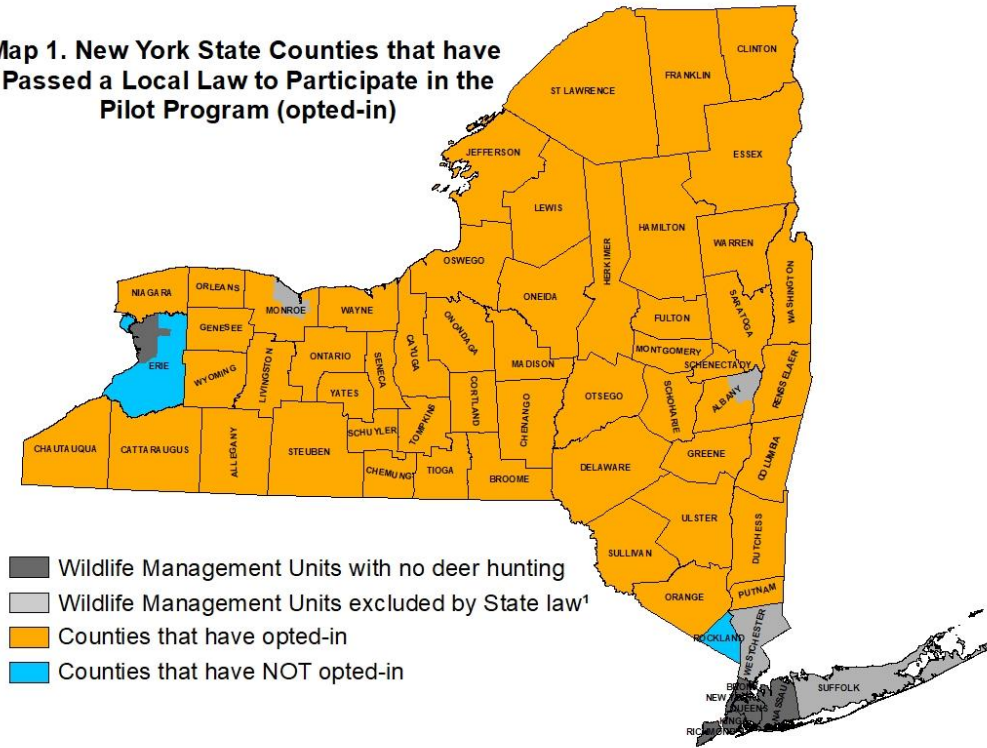 Map 1. New York State Counties that have
Passed a Local Law to Participate in the
Pilot Program (opted-in)
CLINTON
FRANKLIN
ST LAWRENCE
ESSEX
JEFFERSON
LEWIS
HERKIMER
HAMILTON
WARREN
WASHINGTON
OSWEGO
ONEIDA
SARATOGA
NIAGARA
ORLEANS
MONROE
WAYNE
GENESEE
CAYUGA
ONONDAGA
MADISON
FULTON
MONTGOMERY
SCHENECTADY
RENSSELAER
ERIE
WYOMING
LIVINGSTON
ONTARIO
YATES
SENECA
CORTLAND
CHENANGO
OTSEGO
SCHOHARIE
ALBANY
CHAUTAUQUA
CATTARAUGUS
ALLEGANY
STEUBEN
SCHUYLER
TOMPKINS
CHEMUNG
TIOGA
BROOME
DELAWARE
GREENE
COLUMBA
ULSTER
DUTCHESS
SULLIVAN
ORANGE
PUTNAM
ROCKLAND
WESTCHESTER
SUFFOLK
NASSAU
QUEENS
Wildlife Management Units with no deer hunting
Wildlife Management Units excluded by State law¹
Counties that have opted-in
Counties that have NOT opted-in